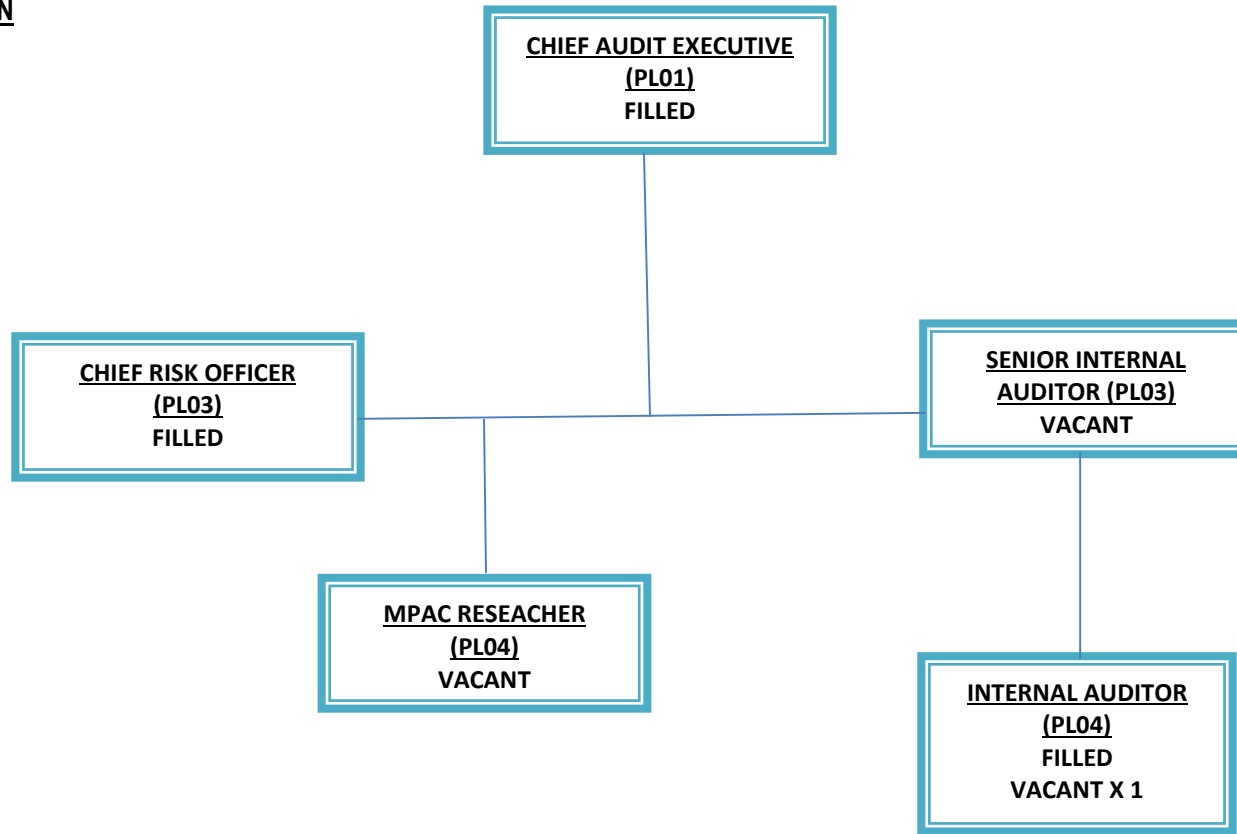 N
CHIEF AUDIT EXECUTIVE
(PL01)
FILLED
CHIEF RISK OFFICER
(PL03)
FILLED
SENIOR INTERNAL
AUDITOR (PL03)
VACANT
MPAC RESEACHER
(PL04)
VACANT
INTERNAL AUDITOR
(PL04)
FILLED
VACANT X 1